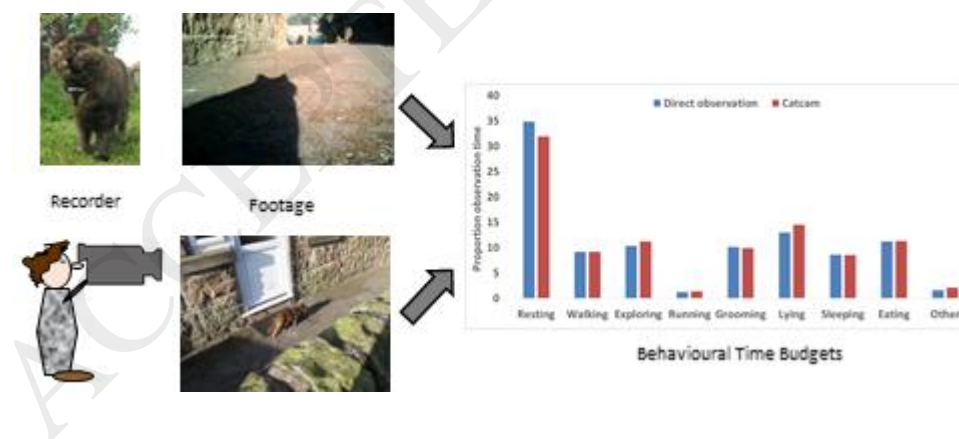 Recorder
Footage
40
35
30
25
20
15
10
5
0
Proportion observation time
Direct observation Catcam
Resting Walking Exploring Running Grooming Lying Sleeping Eating Other
Behavioural Time Budgets